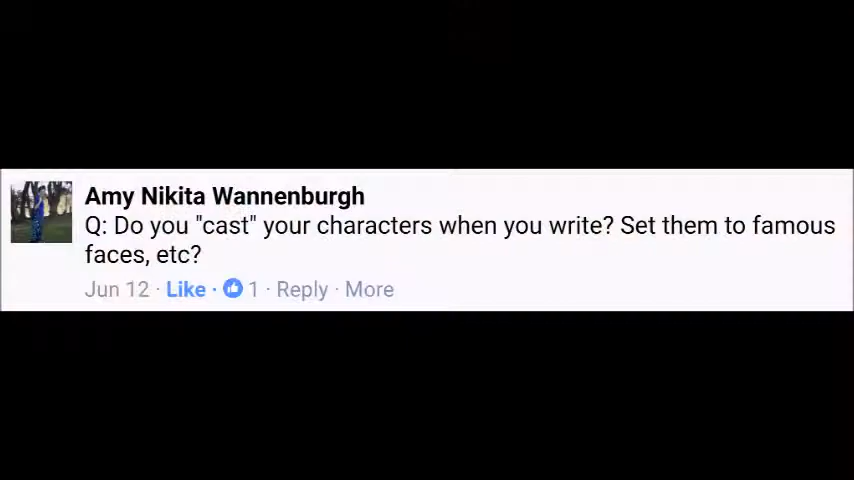 Amy Nikita Wannenburgh
Q: Do you "cast" your characters when you write? Set them to famous
faces, etc?
Jun 12 · Like · 1 · Reply · More